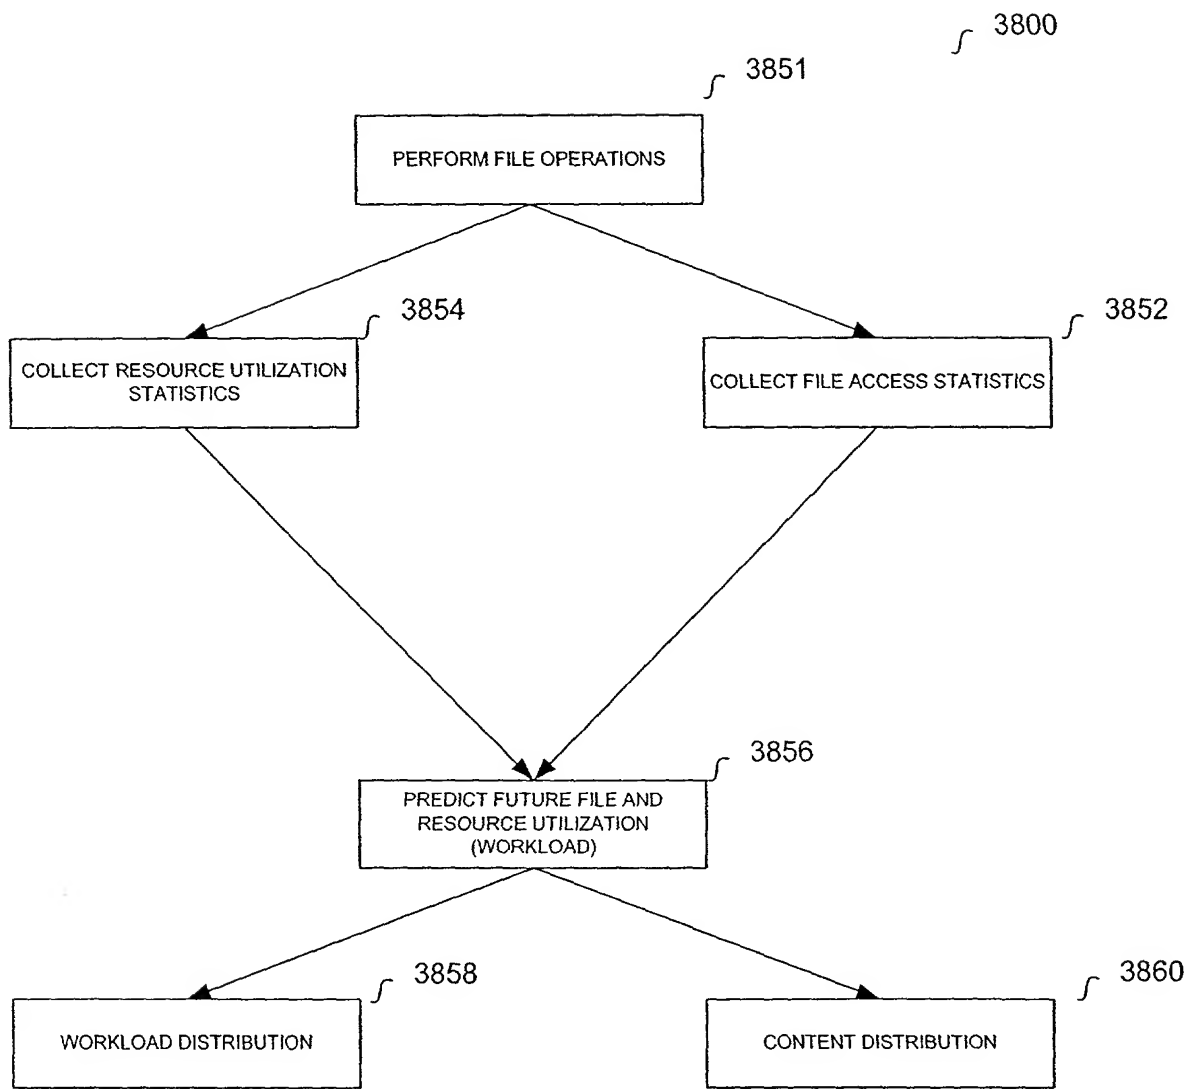 3800
3851
PERFORM FILE OPERATIONS
3854
3852
COLLECT RESOURCE UTILIZATION
STATISTICS
COLLECT FILE ACCESS STATISTICS
3856
PREDICT FUTURE FILE AND
RESOURCE UTILIZATION
(WORKLOAD)
3858
3860
WORKLOAD DISTRIBUTION
CONTENT DISTRIBUTION